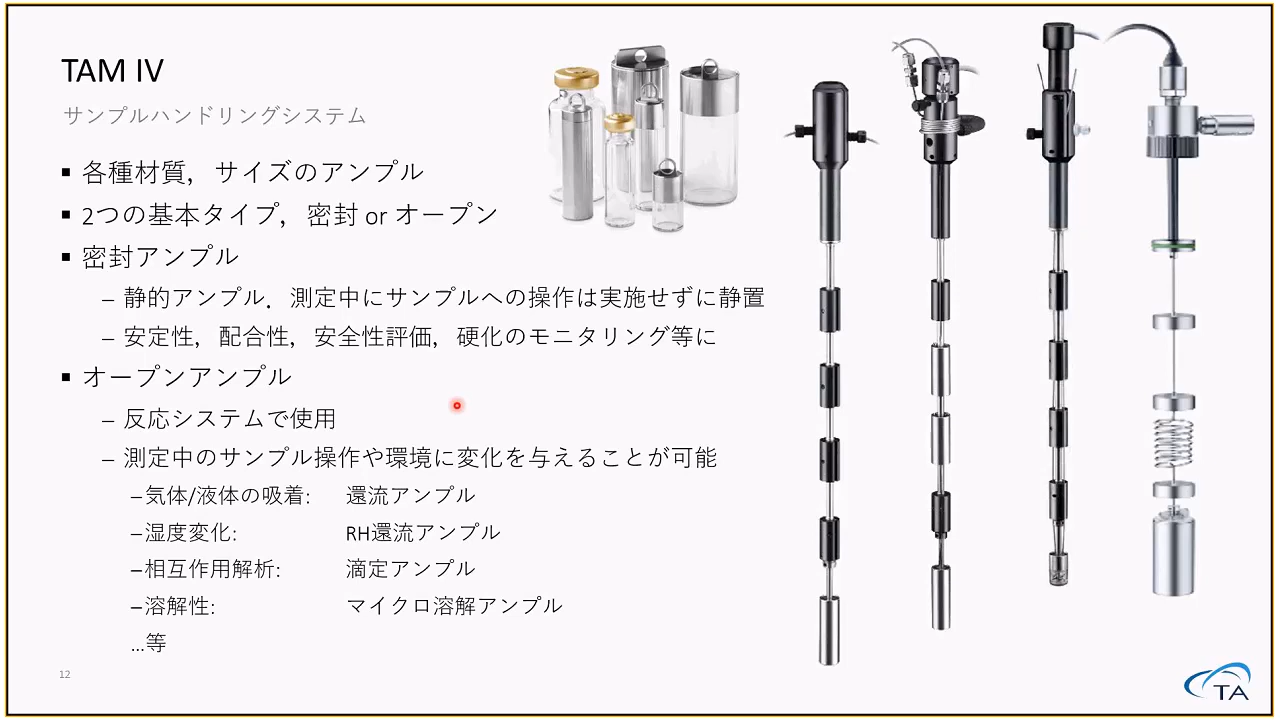 TAM IV
サンプルハンドリングシステム
▪ 各種材質，サイズのアンプル
▪ 2つの基本タイプ，密封 or オープン
▪ 密封アンプル
– 静的アンプル．測定中にサンプルへの操作は実施せずに静置
– 安定性，配合性，安全性評価，硬化のモニタリング等に
▪ オープンアンプル
– 反応システムで使用
– 測定中のサンプル操作や環境に変化を与えることが可能
–気体/液体の吸着: 還流アンプル
–湿度変化: RH還流アンプル
–相互作用解析: 滴定アンプル
–溶解性: マイクロ溶解アンプル
...等
12
TA